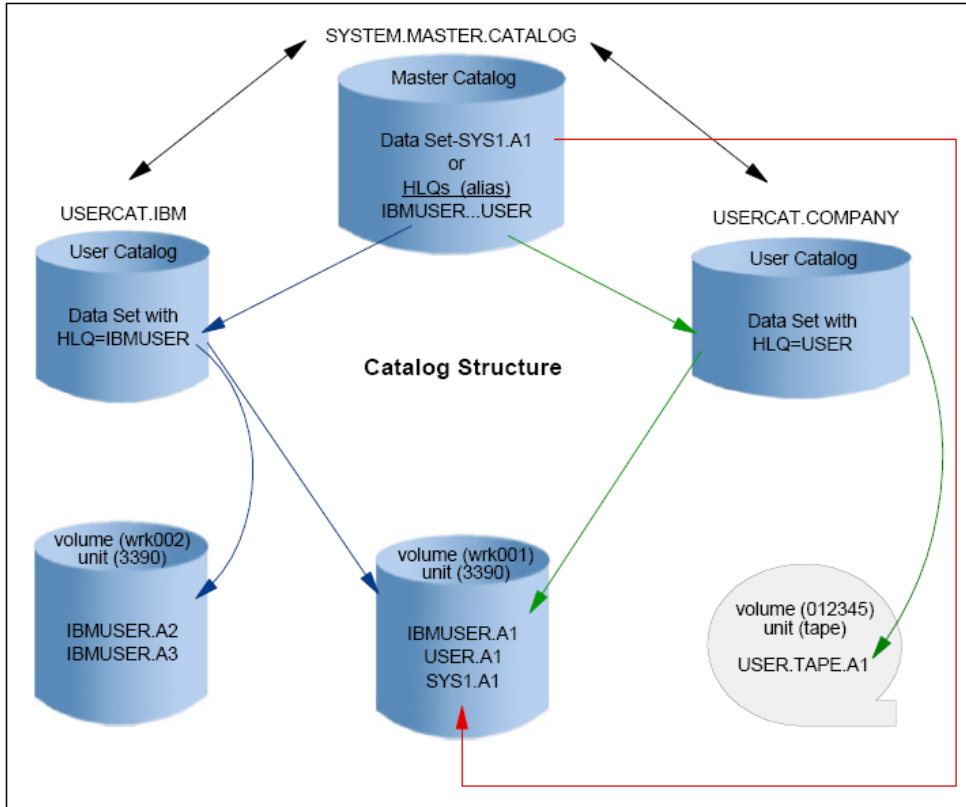 SYSTEM.MASTER.CATALOG
Master Catalog
Data Set-SYS1.A1
or
HLQs (alias)
IBMUSER...USER
USERCAT.IBM
User Catalog
Data Set with
HLQ=IBMUSER
USERCAT.COMPANY
User Catalog
Data Set with
HLQ=USER
Catalog Structure
volume (wrk002)
unit (3390)
IBMUSER.A2
IBMUSER.A3
volume (wrk001)
unit (3390)
IBMUSER.A1
USER.A1
SYS1.A1
volume (012345)
unit (tape)
USER.TAPE.A1